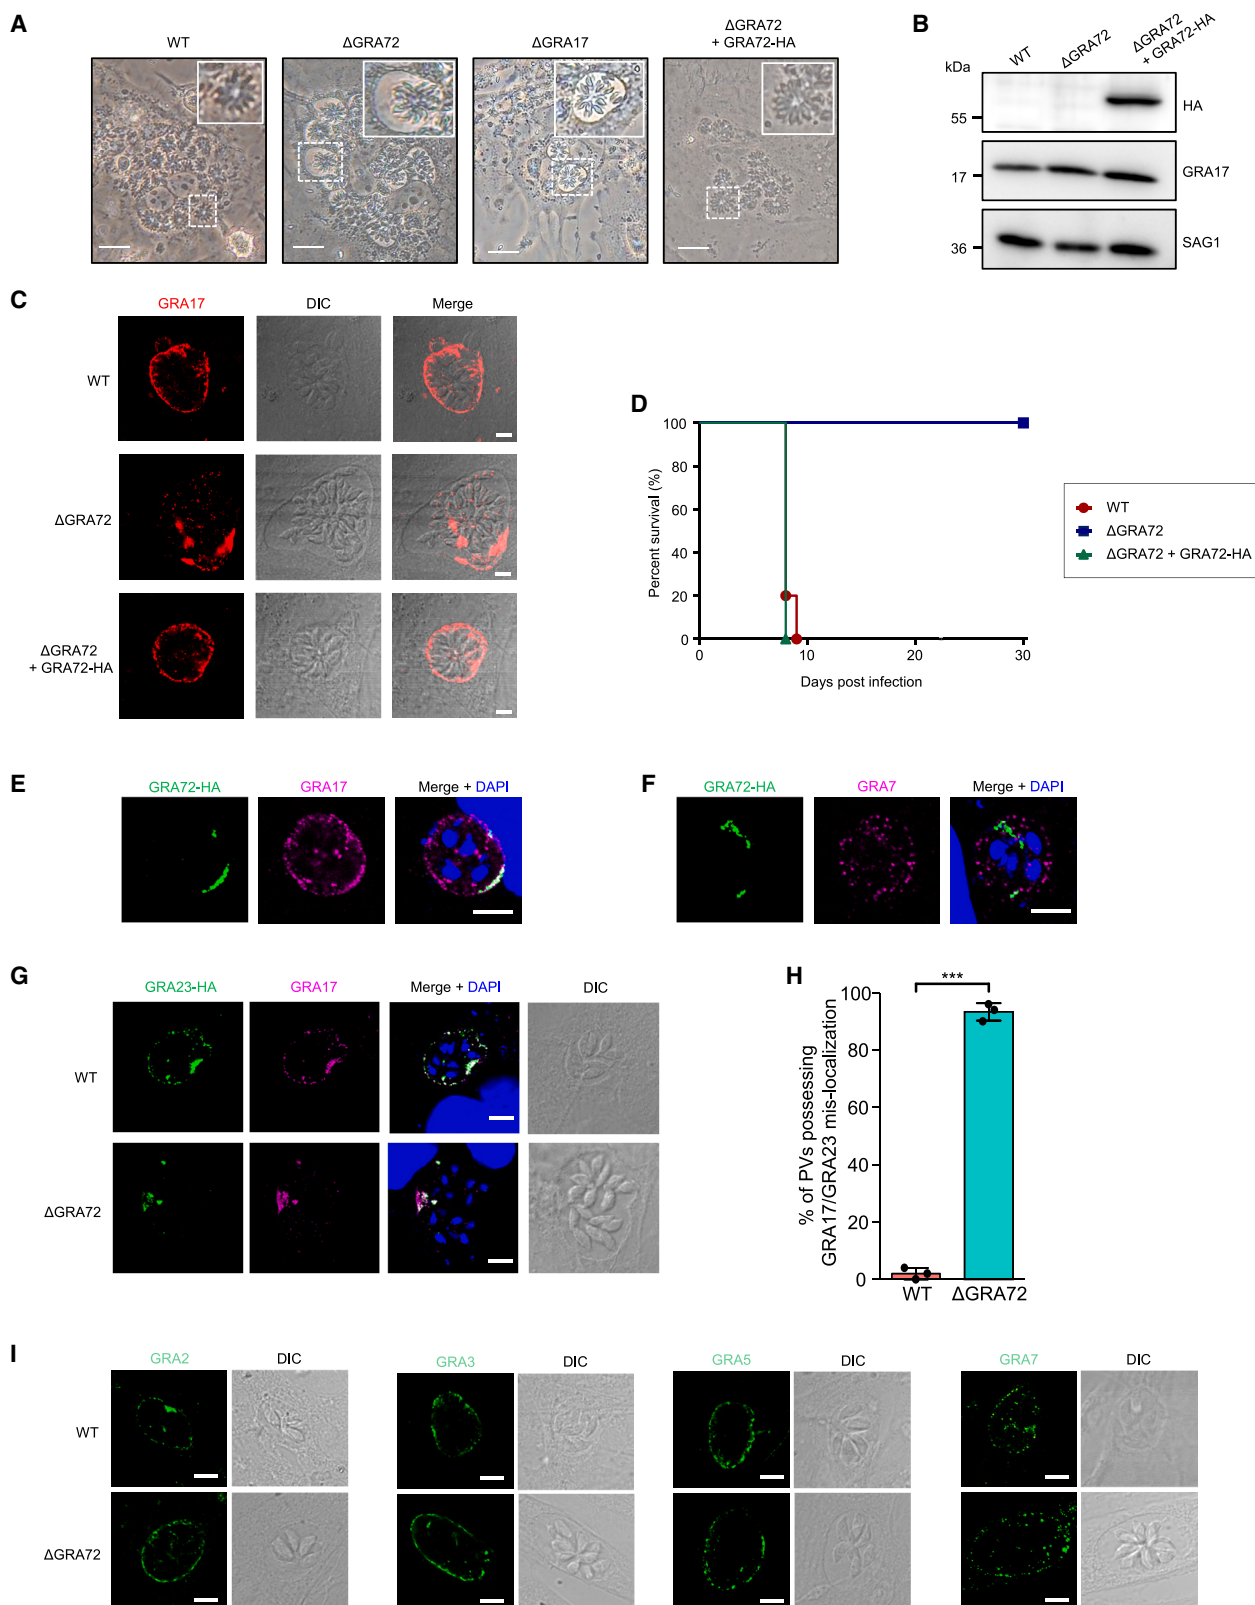 A
WT
ΔGRA72
ΔGRA17
ΔGRA72
+ GRA72-HA
B
WT
ΔGRA72
ΔGRA72
+ GRA72-HA
kDa
55
HA
17
GRA17
36
SAG1
C
GRA17
DIC
Merge
WT
ΔGRA72
ΔGRA72
+ GRA72-HA
D
Percent survival (%)
100
80
60
40
20
0
0
10
20
30
Days post infection
WT
ΔGRA72
ΔGRA72 + GRA72-HA
E
GRA72-HA
GRA17
Merge + DAPI
F
GRA72-HA
GRA7
Merge + DAPI
G
GRA23-HA
GRA17
Merge + DAPI
DIC
WT
ΔGRA72
H
% of PVs possessing
GRA17/GRA23 mis-localization
100
80
60
40
20
0
***
WT
ΔGRA72
I
GRA2
DIC
GRA3
DIC
GRA5
DIC
GRA7
DIC
WT
ΔGRA72